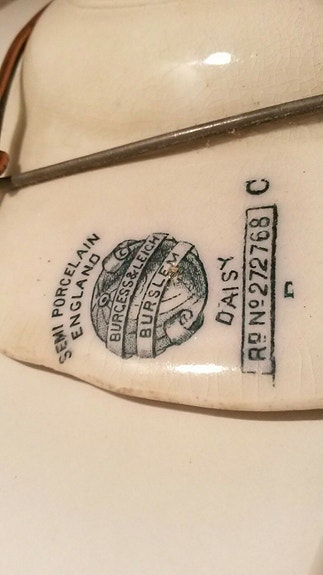 SEMI PORCELAIN
ENGLAND
BURGESS & LEIGH
BURSLEM
DAISY
RD No 272768
C